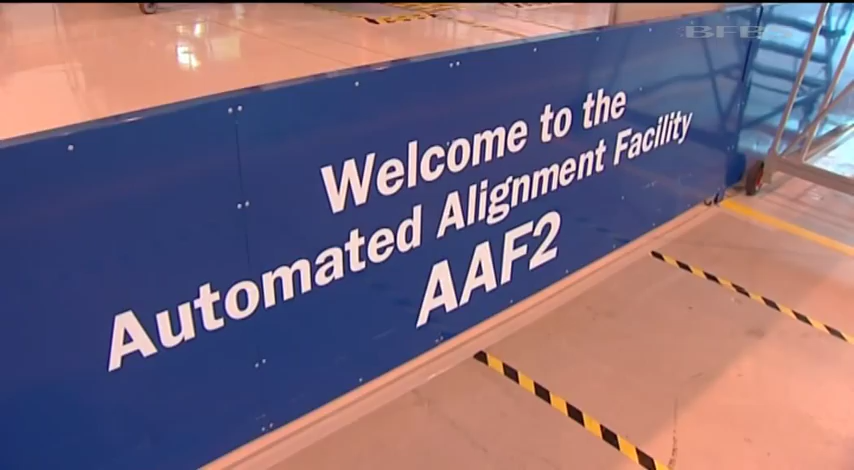 BFBS
Welcome to the
Automated Alignment Facility
AAF2